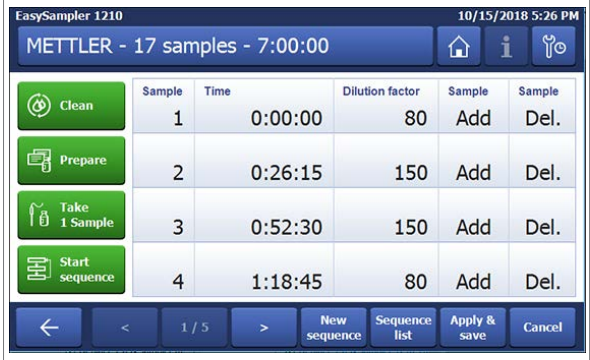 EasySampler 1210
10/15/2018 5:26 PM
METTLER - 17 samples - 7:00:00
i
Clean
Prepare
Take
1 Sample
Start
sequence
Sample Time Dilution factor Sample Sample
1 0:00:00 80 Add Del.
2 0:26:15 150 Add Del.
3 0:52:30 150 Add Del.
4 1:18:45 80 Add Del.
<
1 / 5
>
New
sequence
Sequence
list
Apply &
save
Cancel